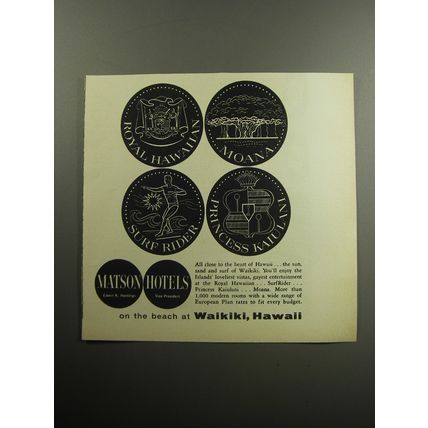 ROYAL HAWAIIAN
MOANA
SURF RIDER
PRINCESS KAIULANI
MATSON HOTELS
Vice President
All close to the heart of Hawaii . . . the sun,
sand and surf of Waikiki. You'll enjoy the
Islands' loveliest vistas, gayest entertainment
at the Royal Hawaiian . . . SurfRider . . .
Princess Kaiulani . . . Moana. More than
1,000 modern rooms with a wide range of
European Plan rates to fit every budget.
on the beach at Waikiki, Hawaii